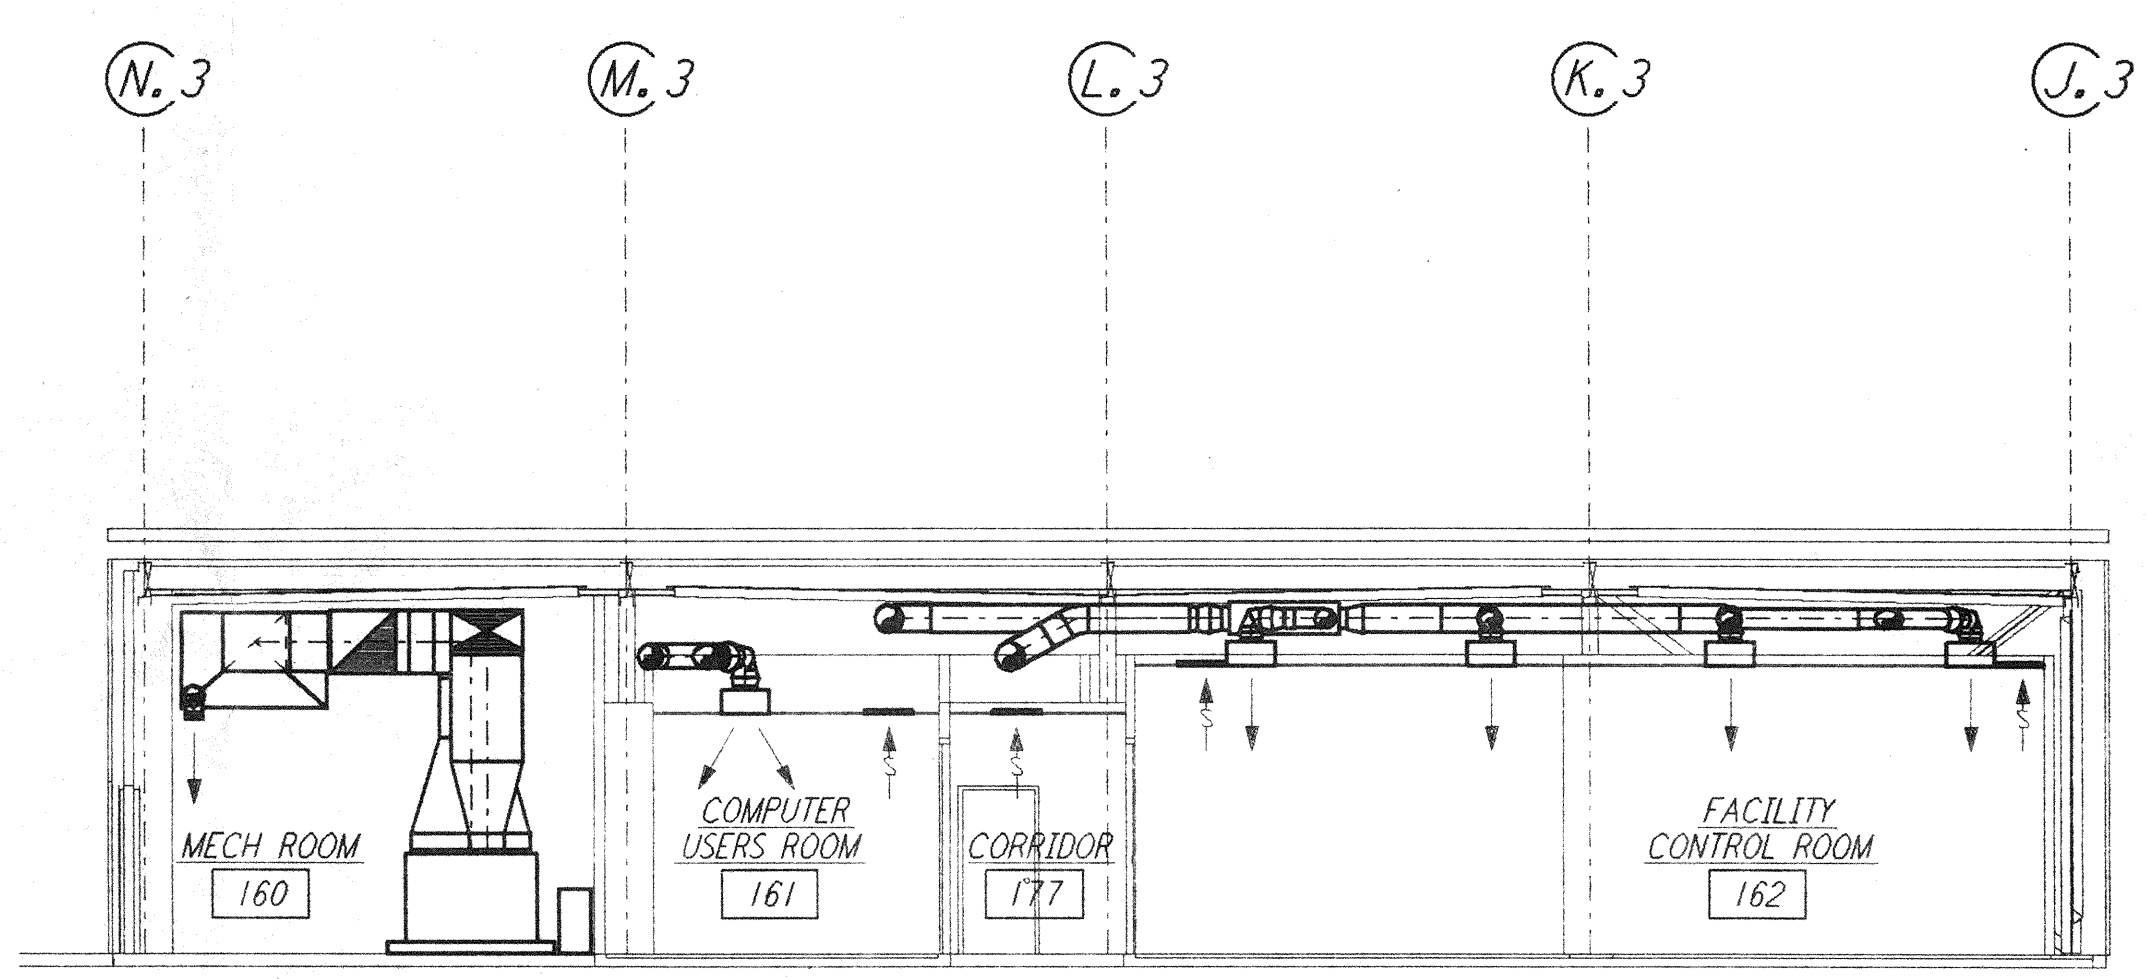 N.3
M.3
L.3
K.3
J.3
MECH ROOM
160
COMPUTER
USERS ROOM
161
CORRIDOR
177
FACILITY
CONTROL ROOM
162